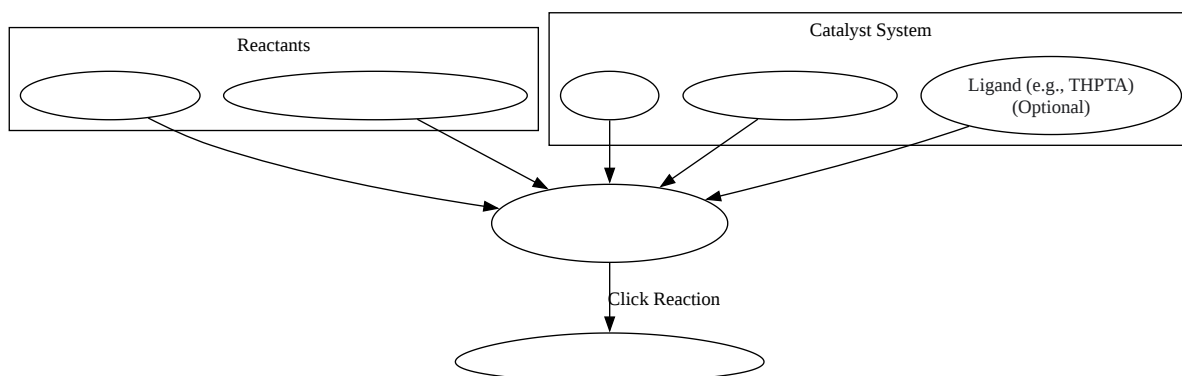 Reactants
Catalyst System
Ligand (e.g., THPTA)
(Optional)
Click Reaction